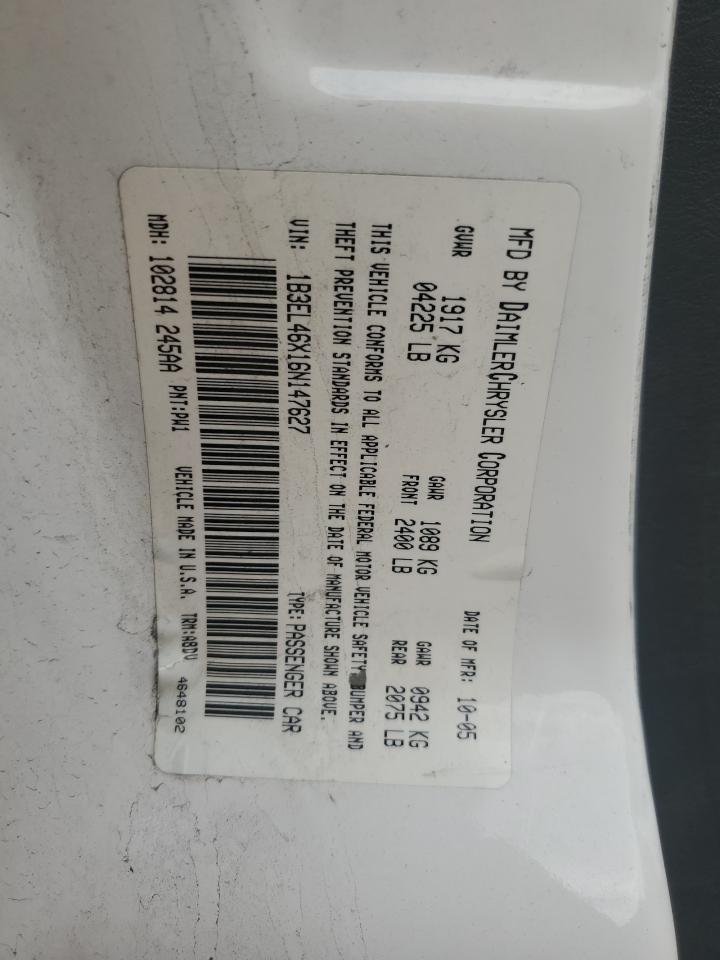 MFD BY DAIMLERCHRYSLER CORPORATION
DATE OF MFR: 10-05
GVWR 1917 KG
04225 LB
GAWR FRONT 1089 KG
2400 LB
GAWR REAR 0942 KG
2075 LB
THIS VEHICLE CONFORMS TO ALL APPLICABLE FEDERAL MOTOR VEHICLE SAFETY, BUMPER AND
THEFT PREVENTION STANDARDS IN EFFECT ON THE DATE OF MANUFACTURE SHOWN ABOVE.
VIN: 1B3EL46X16N147627 TYPE: PASSENGER CAR
MDH: 102814 245AA PNT:PW1 VEHICLE MADE IN U.S.A. TRM:A8DV 4648102